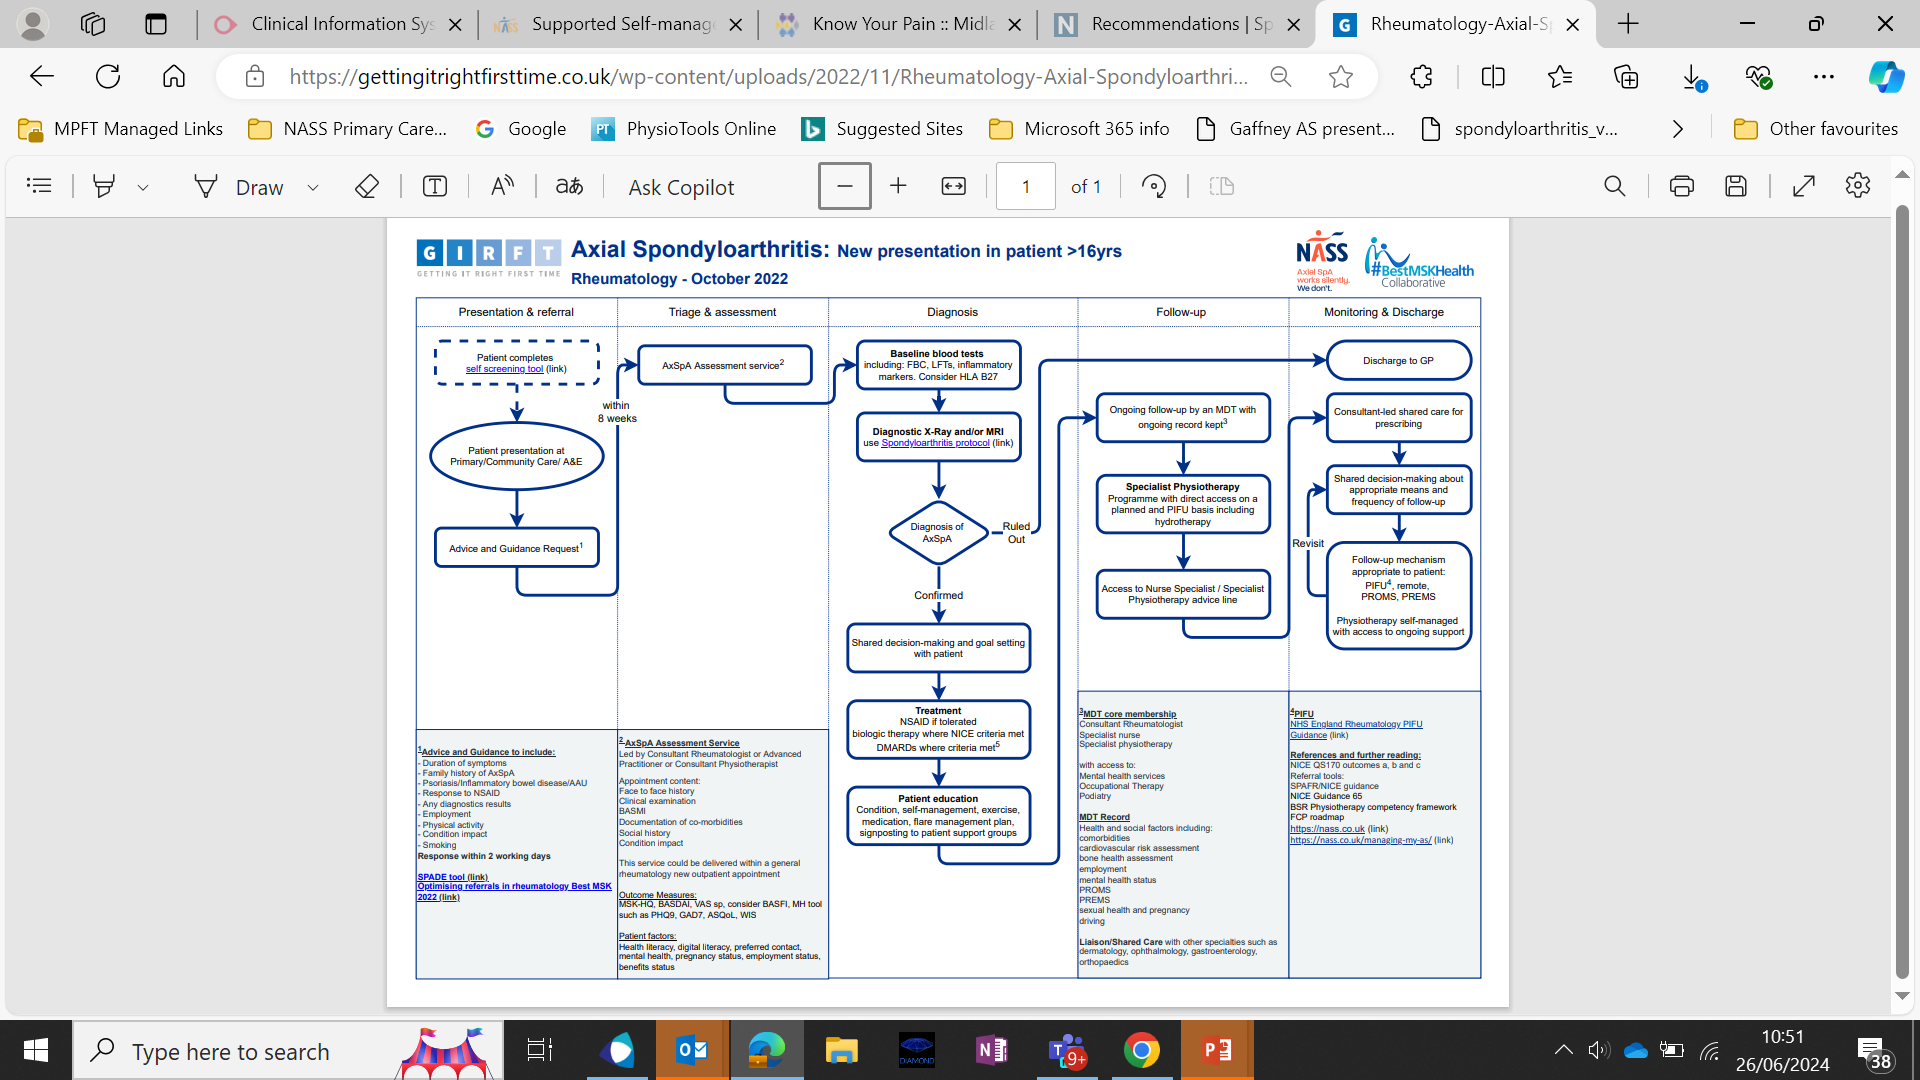 Clinical Information Sys
Supported Self-manage
Know Your Pain :: Midla
Recommendations | Sp
Rheumatology-Axial-Sp
https://gettingitrightfirsttime.co.uk/wp-content/uploads/2022/11/Rheumatology-Axial-Spondyloarthri...
MPFT Managed Links
NASS Primary Care...
Google
PT
PhysioTools Online
Suggested Sites
Microsoft 365 info
Gaffney AS present...
spondyloarthritis_v...
Other favourites
Draw
Ask Copilot
1
of 1
G I R F T
GETTING IT RIGHT FIRST TIME
Axial Spondyloarthritis: New presentation in patient >16yrs
Rheumatology - October 2022
NASS
Axial SpA
works silently.
We don't.
#BestMSKHealth
Collaborative
Presentation & referral
Triage & assessment
Diagnosis
Follow-up
Monitoring & Discharge
Patient completes
self screening tool (link)
Patient presentation at
Primary/Community Care/ A&E
Advice and Guidance Request1
within
8 weeks
AxSpA Assessment service2
Baseline blood tests
including: FBC, LFTs, inflammatory
markers. Consider HLA B27
Diagnostic X-Ray and/or MRI
use Spondyloarthritis protocol (link)
Diagnosis of
AxSpA
Ruled
Out
Confirmed
Shared decision-making and goal setting
with patient
Treatment
NSAID if tolerated
biologic therapy where NICE criteria met
DMARDs where criteria met5
Patient education
Condition, self-management, exercise,
medication, flare management plan,
signposting to patient support groups
Ongoing follow-up by an MDT with
ongoing record kept3
Specialist Physiotherapy
Programme with direct access on a
planned and PIFU basis including
hydrotherapy
Access to Nurse Specialist / Specialist
Physiotherapy advice line
Discharge to GP
Consultant-led shared care for
prescribing
Shared decision-making about
appropriate means and
frequency of follow-up
Revisit
Follow-up mechanism
appropriate to patient:
PIFU4, remote,
PROMS, PREMS
Physiotherapy self-managed
with access to ongoing support
1Advice and Guidance to include:
- Duration of symptoms
- Family history of AxSpA
- Psoriasis/Inflammatory bowel disease/AAU
- Response to NSAID
- Any diagnostics results
- Employment
- Physical activity
- Condition impact
- Smoking
Response within 2 working days
SPADE tool (link)
Optimising referrals in rheumatology Best MSK
2022 (link)
2 AxSpA Assessment Service
Led by Consultant Rheumatologist or Advanced
Practitioner or Consultant Physiotherapist
Appointment content:
Face to face history
Clinical examination
BASMI
Documentation of co-morbidities
Social history
Condition impact
This service could be delivered within a general
rheumatology new outpatient appointment
Outcome Measures:
MSK-HQ, BASDAI, VAS sp, consider BASFI, MH tool
such as PHQ9, GAD7, ASQoL, WIS
Patient factors:
Health literacy, digital literacy, preferred contact,
mental health, pregnancy status, employment status,
benefits status
3MDT core membership
Consultant Rheumatologist
Specialist nurse
Specialist physiotherapy
with access to:
Mental health services
Occupational Therapy
Podiatry
MDT Record
Health and social factors including:
comorbidities
cardiovascular risk assessment
bone health assessment
employment
mental health status
PROMS
PREMS
sexual health and pregnancy
driving
Liaison/Shared Care with other specialties such as
dermatology, ophthalmology, gastroenterology,
orthopaedics
4PIFU
NHS England Rheumatology PIFU
Guidance (link)
References and further reading:
NICE QS170 outcomes a, b and c
Referral tools:
SPAFR/NICE guidance
NICE Guidance 65
BSR Physiotherapy competency framework
FCP roadmap
https://nass.co.uk (link)
https://nass.co.uk/managing-my-as/ (link)
Type here to search
DIAMOND
9+
10:51
26/06/2024
38